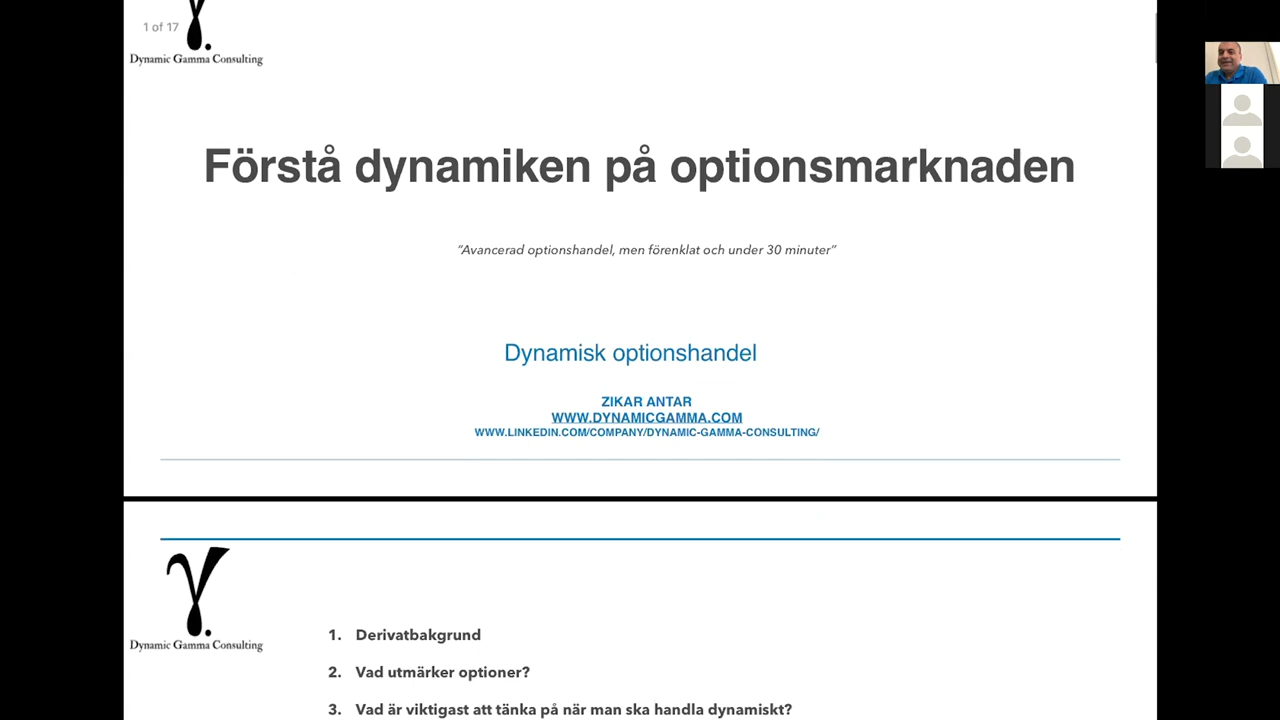 1 of 17
Dynamic Gamma Consulting
Förstå dynamiken på optionsmarknaden
“Avancerad optionshandel, men förenklat och under 30 minuter”
Dynamisk optionshandel
ZIKAR ANTAR
WWW.DYNAMICGAMMA.COM
WWW.LINKEDIN.COM/COMPANY/DYNAMIC-GAMMA-CONSULTING/
Dynamic Gamma Consulting
1. Derivatbakgrund
2. Vad utmärker optioner?
3. Vad är viktigast att tänka på när man ska handla dynamiskt?